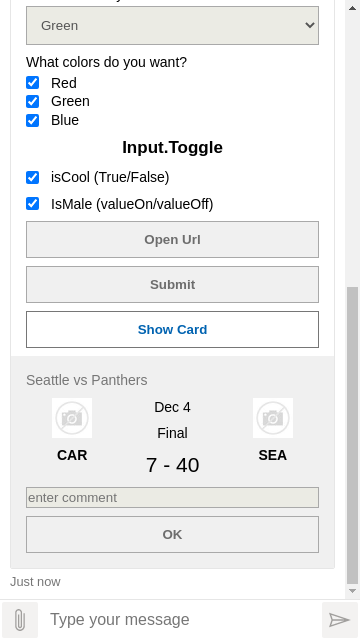 Green
What colors do you want?
Red
Green
Blue
Input.Toggle
isCool (True/False)
IsMale (valueOn/valueOff)
Open Url
Submit
Show Card
Seattle vs Panthers
Dec 4
Final
CAR
7 - 40
SEA
enter comment
OK
Just now
Type your message